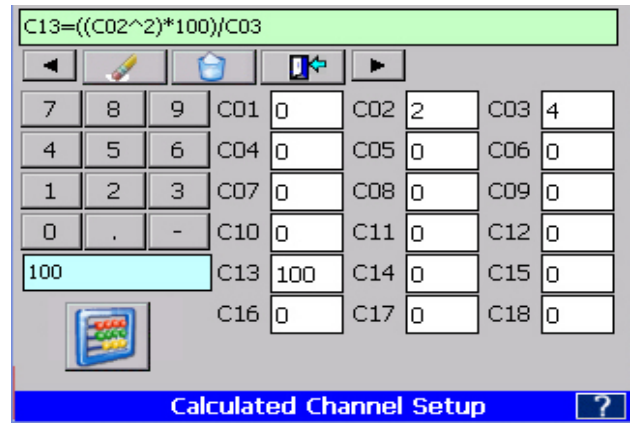 C13=((C02^2)*100)/C03
7 8 9 C01 0 C02 2 C03 4
4 5 6 C04 0 C05 0 C06 0
1 2 3 C07 0 C08 0 C09 0
0 . - C10 0 C11 0 C12 0
100 C13 100 C14 0 C15 0
C16 0 C17 0 C18 0
Calculated Channel Setup ?